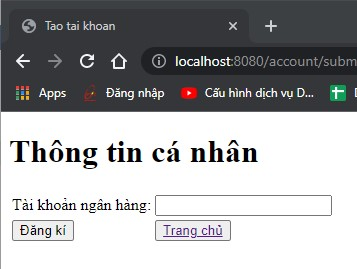 Tao tai khoan
localhost:8080/account/subm
Apps Đăng nhập Cấu hình dịch vụ D...
Thông tin cá nhân
Tài khoản ngân hàng:
Đăng kí Trang chủ